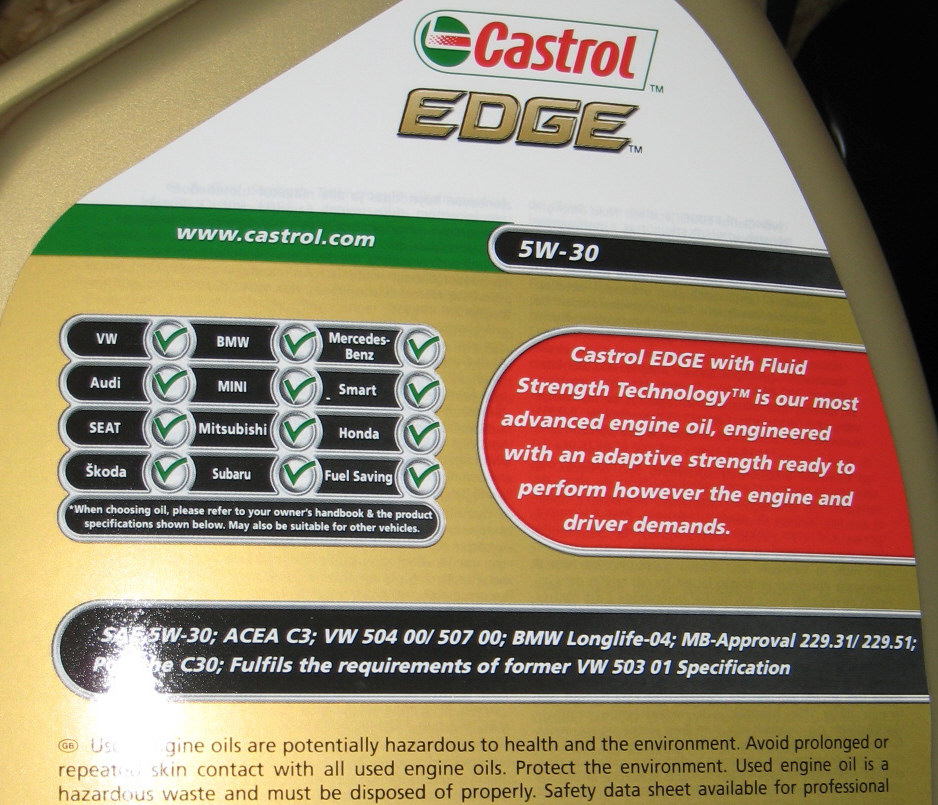 Castrol
TM
EDGE
TM
www.castrol.com
5W-30
VW
BMW
Mercedes-
Benz
Audi
MINI
Smart
SEAT
Mitsubishi
Honda
Škoda
Subaru
Fuel Saving
*When choosing oil, please refer to your owner's handbook & the product
specifications shown below. May also be suitable for other vehicles.
Castrol EDGE with Fluid
Strength Technology™ is our most
advanced engine oil, engineered
with an adaptive strength ready to
perform however the engine and
driver demands.
SAE 5W-30; ACEA C3; VW 504 00/ 507 00; BMW Longlife-04; MB-Approval 229.31/ 229.51;
C30; Fulfils the requirements of former VW 503 01 Specification
GB engine oils are potentially hazardous to health and the environment. Avoid prolonged or
repeated skin contact with all used engine oils. Protect the environment. Used engine oil is a
hazardous waste and must be disposed of properly. Safety data sheet available for professional